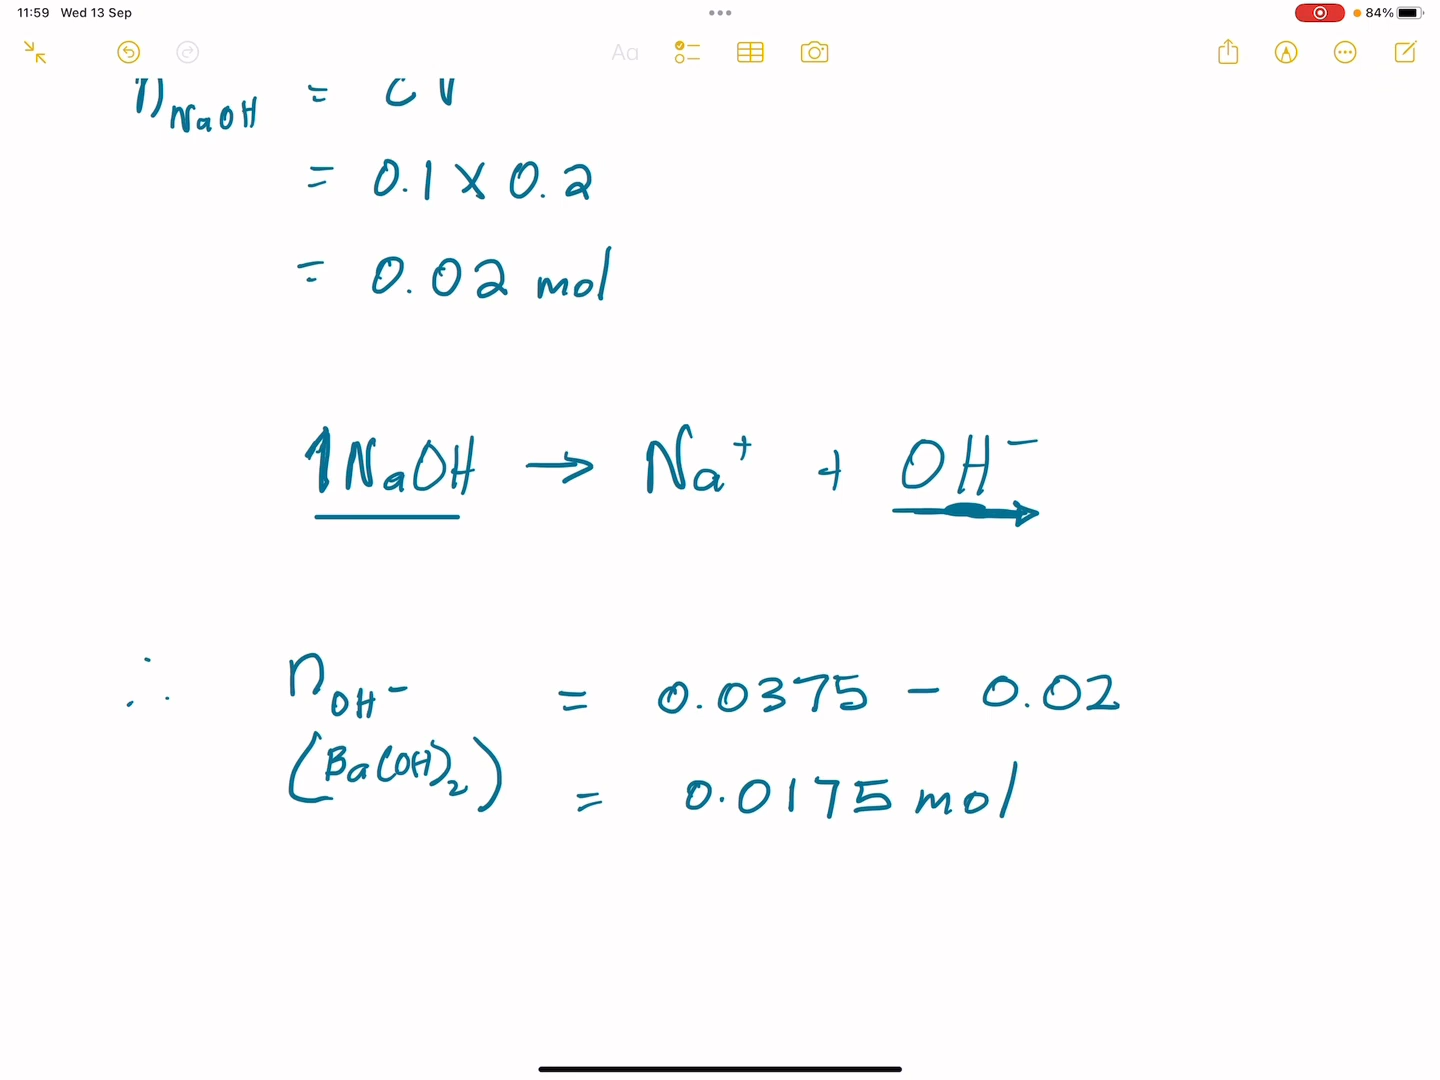 11:59 Wed 13 Sep 84%
Aa
n NaOH = CV
= 0.1 × 0.2
= 0.02 mol
1NaOH → Na⁺ + OH⁻
∴ n OH⁻ = 0.0375 - 0.02
(Ba(OH)₂) = 0.0175 mol